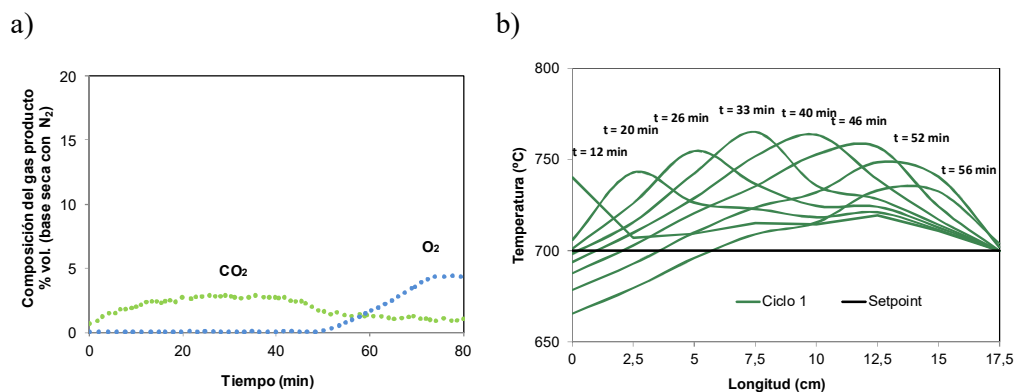 a)
b)
Composición del gas producto
% vol. (base seca con N₂)
20
15
10
5
0
CO₂
O₂
0 20 40 60 80
Tiempo (min)
Temperatura (ºC)
800
750
700
650
t = 12 min
t = 20 min
t = 26 min
t = 33 min
t = 40 min
t = 46 min
t = 52 min
t = 56 min
Ciclo 1
Setpoint
0 2,5 5 7,5 10 12,5 15 17,5
Longitud (cm)